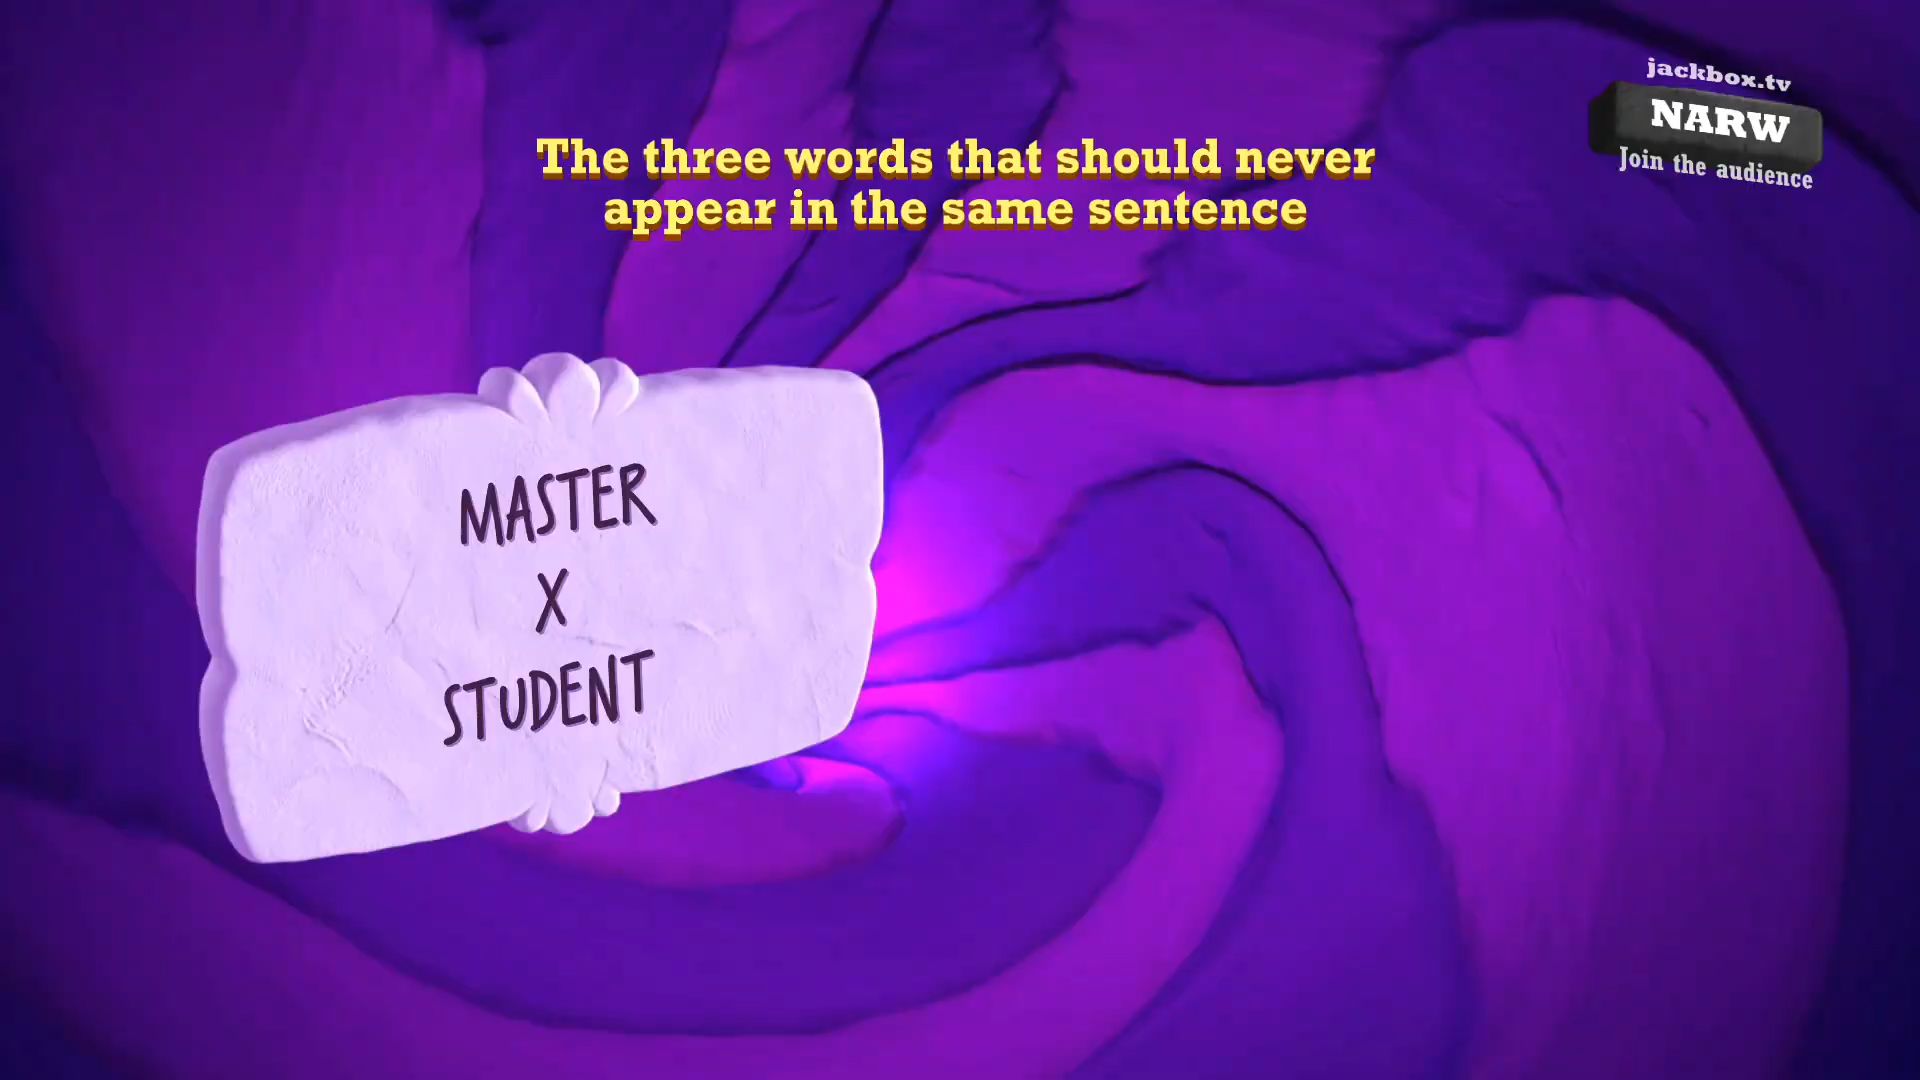 jackbox.tv
NARW
Join the audience
The three words that should never
appear in the same sentence
MASTER
X
STUDENT